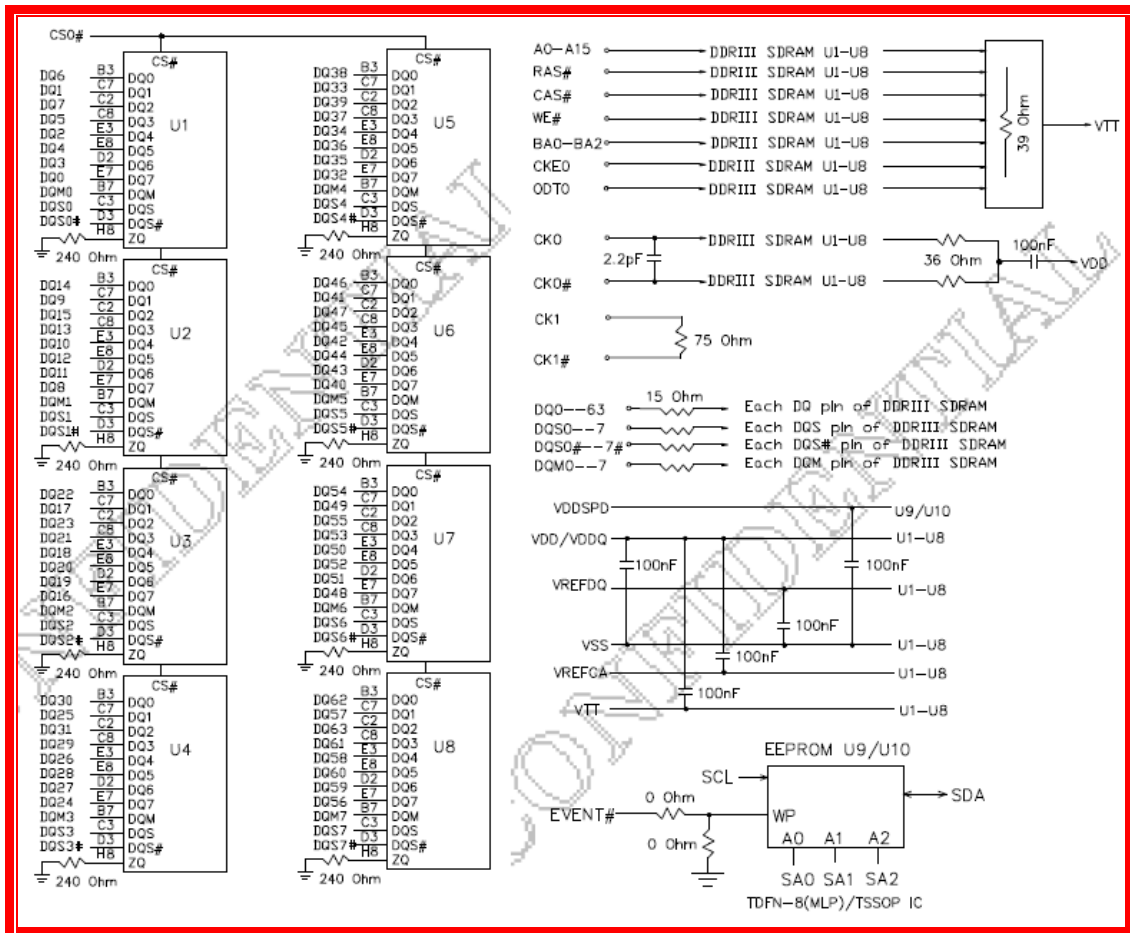 CS0#
CS#
DQ6 B3 DQ0
DQ1 C7 DQ1
DQ7 C2 DQ2
DQ5 C8 DQ3
DQ2 E3 DQ4
DQ4 E8 DQ5
DQ3 D2 DQ6
DQ0 E7 DQ7
DQM0 B7 DQM
DQS0 C3 DQS
DQS0# D3 DQS#
H8 ZQ
U1
240 Ohm
CS#
DQ14 B3 DQ0
DQ9 C7 DQ1
DQ15 C2 DQ2
DQ13 C8 DQ3
DQ10 E3 DQ4
DQ12 E8 DQ5
DQ11 D2 DQ6
DQ8 E7 DQ7
DQM1 B7 DQM
DQS1 C3 DQS
DQS1# D3 DQS#
H8 ZQ
U2
240 Ohm
CS#
DQ22 B3 DQ0
DQ17 C7 DQ1
DQ23 C2 DQ2
DQ21 C8 DQ3
DQ18 E3 DQ4
DQ20 E8 DQ5
DQ19 D2 DQ6
DQ16 E7 DQ7
DQM2 B7 DQM
DQS2 C3 DQS
DQS2# D3 DQS#
H8 ZQ
U3
240 Ohm
CS#
DQ30 B3 DQ0
DQ25 C7 DQ1
DQ31 C2 DQ2
DQ29 C8 DQ3
DQ26 E3 DQ4
DQ28 E8 DQ5
DQ27 D2 DQ6
DQ24 E7 DQ7
DQM3 B7 DQM
DQS3 C3 DQS
DQS3# D3 DQS#
H8 ZQ
U4
240 Ohm
CS#
DQ38 B3 DQ0
DQ33 C7 DQ1
DQ39 C2 DQ2
DQ37 C8 DQ3
DQ34 E3 DQ4
DQ36 E8 DQ5
DQ35 D2 DQ6
DQ32 E7 DQ7
DQM4 B7 DQM
DQS4 C3 DQS
DQS4# D3 DQS#
H8 ZQ
U5
240 Ohm
CS#
DQ46 B3 DQ0
DQ41 C7 DQ1
DQ47 C2 DQ2
DQ45 C8 DQ3
DQ42 E3 DQ4
DQ44 E8 DQ5
DQ43 D2 DQ6
DQ40 E7 DQ7
DQM5 B7 DQM
DQS5 C3 DQS
DQS5# D3 DQS#
H8 ZQ
U6
240 Ohm
CS#
DQ54 B3 DQ0
DQ49 C7 DQ1
DQ55 C2 DQ2
DQ53 C8 DQ3
DQ50 E3 DQ4
DQ52 E8 DQ5
DQ51 D2 DQ6
DQ48 E7 DQ7
DQM6 B7 DQM
DQS6 C3 DQS
DQS6# D3 DQS#
H8 ZQ
U7
240 Ohm
CS#
DQ62 B3 DQ0
DQ57 C7 DQ1
DQ63 C2 DQ2
DQ61 C8 DQ3
DQ58 E3 DQ4
DQ60 E8 DQ5
DQ59 D2 DQ6
DQ56 E7 DQ7
DQM7 B7 DQM
DQS7 C3 DQS
DQS7# D3 DQS#
H8 ZQ
U8
240 Ohm
A0-A15 DDRIII SDRAM U1-U8
RAS# DDRIII SDRAM U1-U8
CAS# DDRIII SDRAM U1-U8
WE# DDRIII SDRAM U1-U8
BA0-BA2 DDRIII SDRAM U1-U8
CKE0 DDRIII SDRAM U1-U8
ODT0 DDRIII SDRAM U1-U8
39 Ohm
VTT
CK0 DDRIII SDRAM U1-U8
2.2pF
36 Ohm
100nF
VDD
CK0# DDRIII SDRAM U1-U8
CK1
75 Ohm
CK1#
15 Ohm
DQ0--63 Each DQ pin of DDRIII SDRAM
DQS0--7 Each DQS pin of DDRIII SDRAM
DQS0#--7# Each DQS# pin of DDRIII SDRAM
DQM0--7 Each DQM pin of DDRIII SDRAM
VDDSPD U9/U10
VDD/VDDQ U1-U8
100nF 100nF
VREFDQ U1-U8
100nF
VSS U1-U8
100nF
VREFCA U1-U8
100nF
VTT U1-U8
EEPROM U9/U10
SCL
SDA
0 Ohm
EVENT#
WP
0 Ohm
A0 A1 A2
SA0 SA1 SA2
TDFN-8(MLP)/TSSOP IC
CONFIDENTIAL
CONFIDENTIAL